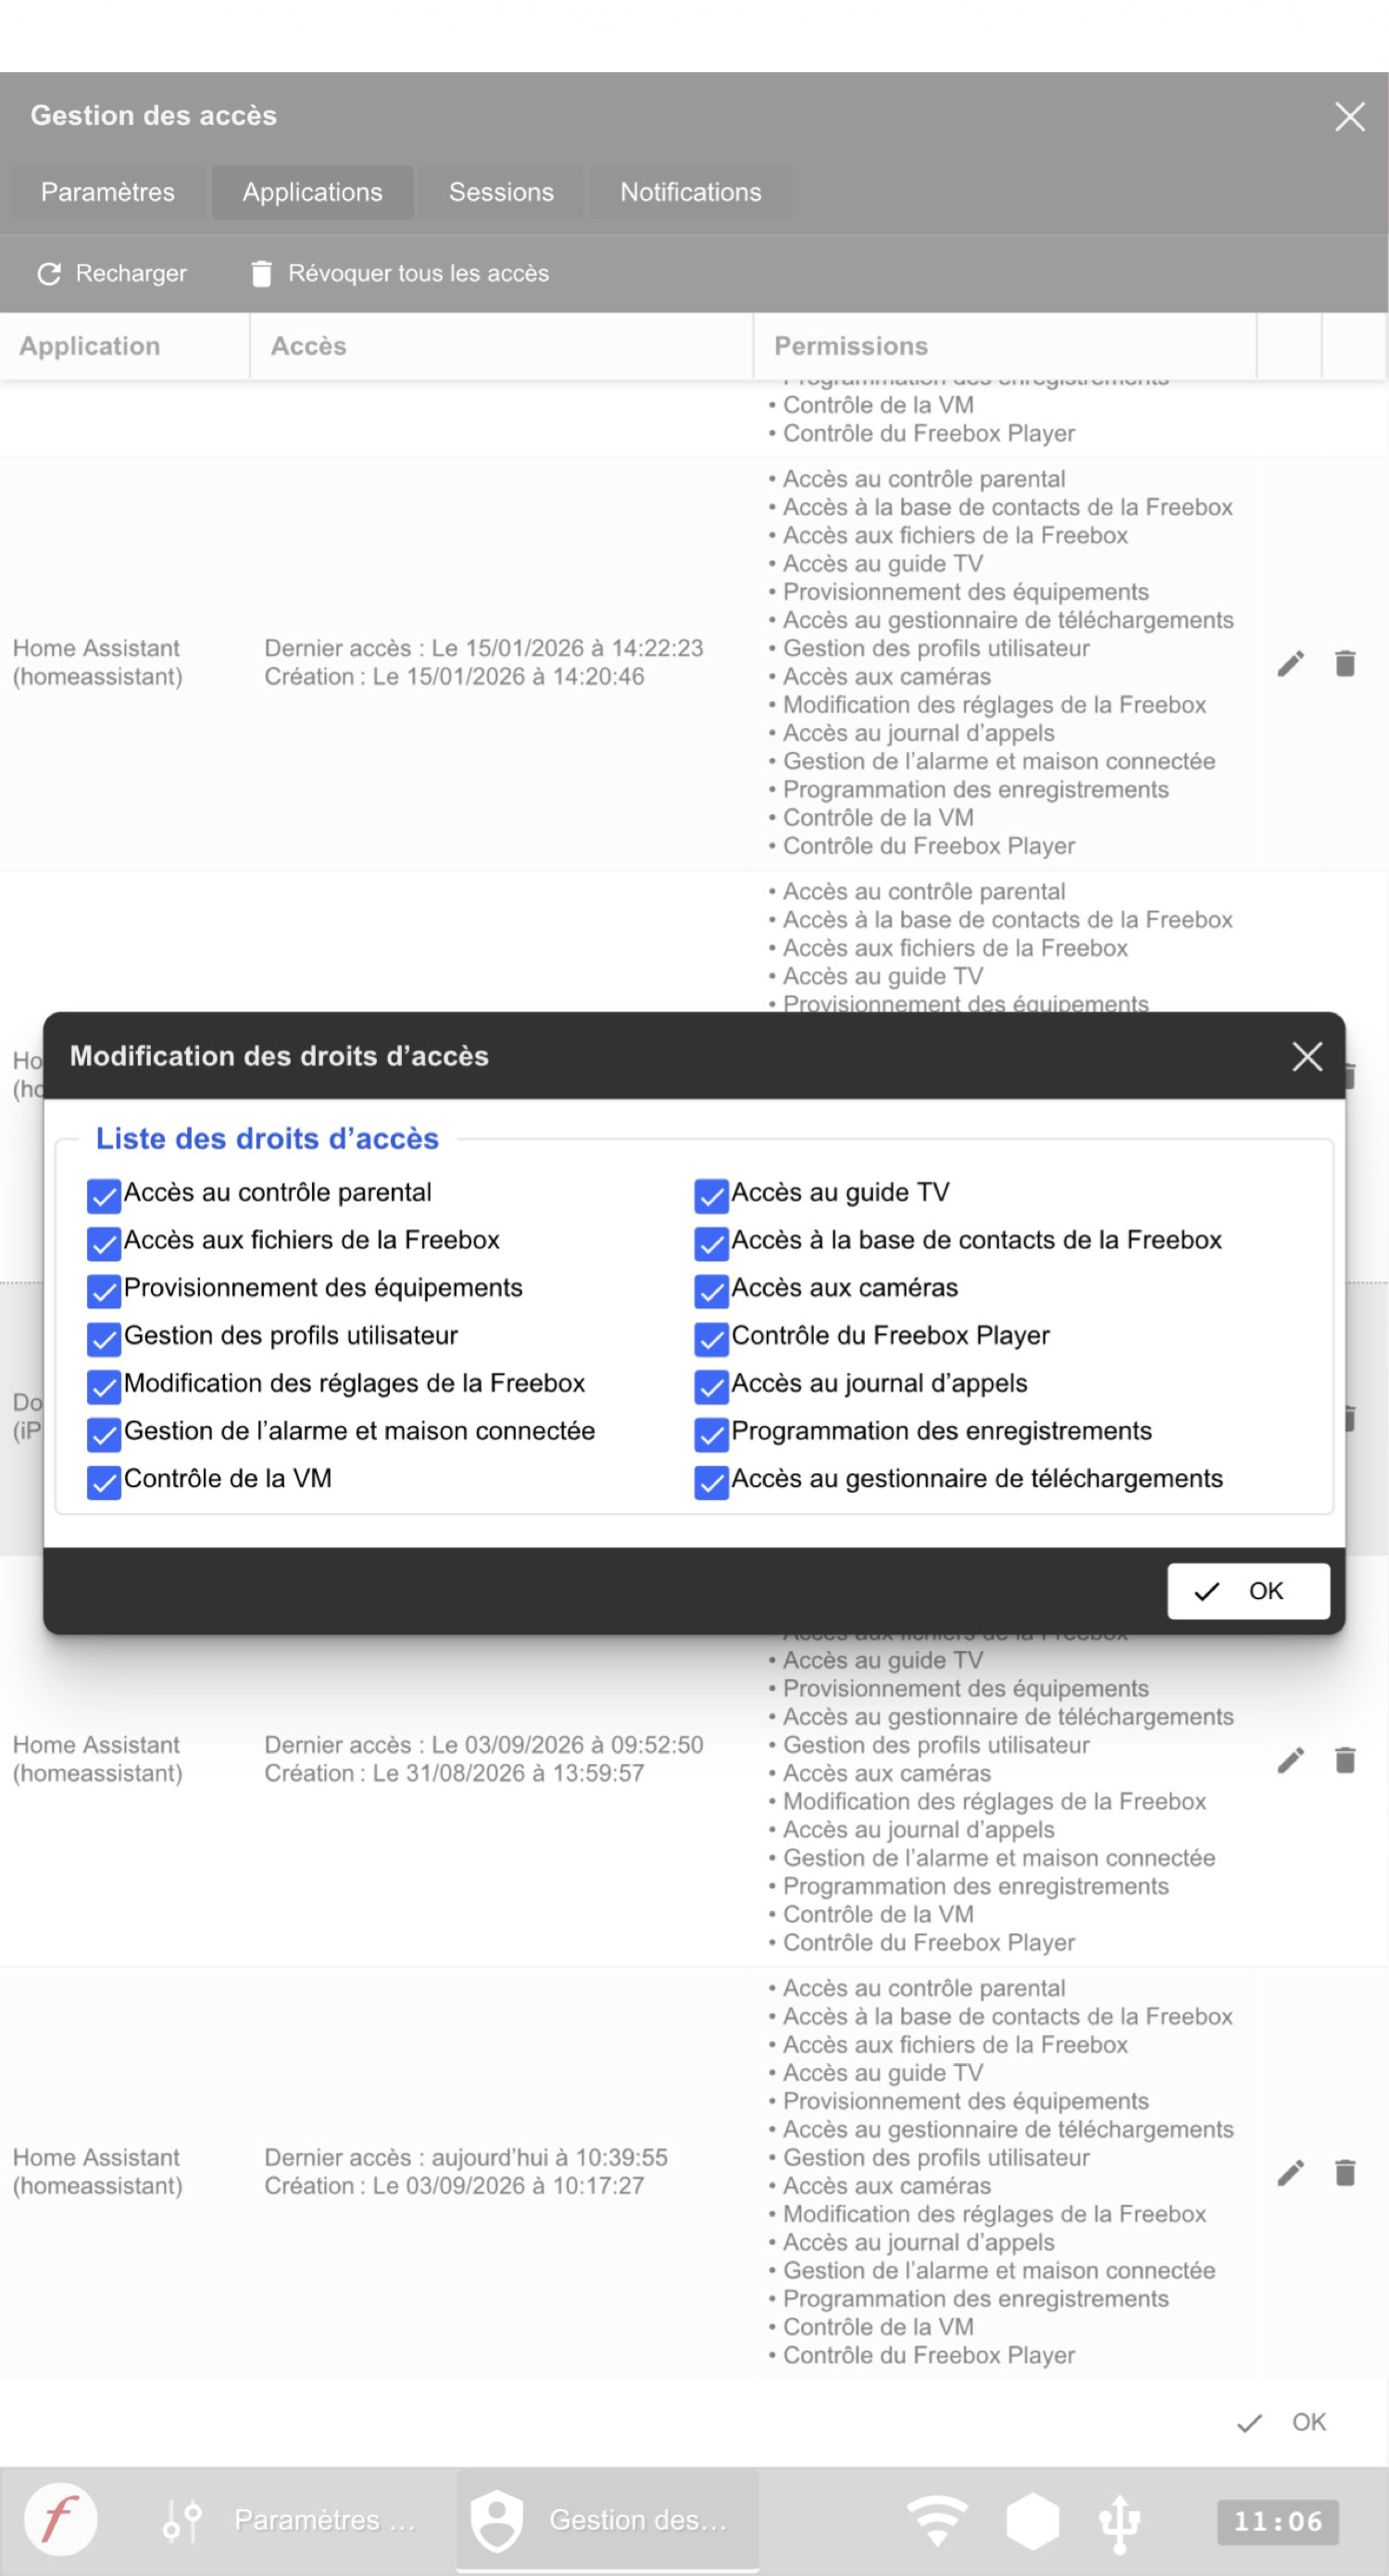 Gestion des accès
Paramètres
Applications
Sessions
Notifications
Recharger
Révoquer tous les accès
Application
Accès
Permissions
• Programmation des enregistrements
• Contrôle de la VM
• Contrôle du Freebox Player
Home Assistant
(homeassistant)
Dernier accès : Le 15/01/2026 à 14:22:23
Création : Le 15/01/2026 à 14:20:46
• Accès au contrôle parental
• Accès à la base de contacts de la Freebox
• Accès aux fichiers de la Freebox
• Accès au guide TV
• Provisionnement des équipements
• Accès au gestionnaire de téléchargements
• Gestion des profils utilisateur
• Accès aux caméras
• Modification des réglages de la Freebox
• Accès au journal d’appels
• Gestion de l’alarme et maison connectée
• Programmation des enregistrements
• Contrôle de la VM
• Contrôle du Freebox Player
• Accès au contrôle parental
• Accès à la base de contacts de la Freebox
• Accès aux fichiers de la Freebox
• Accès au guide TV
• Provisionnement des équipements
Modification des droits d’accès
Liste des droits d’accès
Accès au contrôle parental
Accès au guide TV
Accès aux fichiers de la Freebox
Accès à la base de contacts de la Freebox
Provisionnement des équipements
Accès aux caméras
Gestion des profils utilisateur
Contrôle du Freebox Player
Modification des réglages de la Freebox
Accès au journal d’appels
Gestion de l’alarme et maison connectée
Programmation des enregistrements
Contrôle de la VM
Accès au gestionnaire de téléchargements
OK
Accès aux fichiers de la Freebox
• Accès au guide TV
• Provisionnement des équipements
• Accès au gestionnaire de téléchargements
Home Assistant
(homeassistant)
Dernier accès : Le 03/09/2026 à 09:52:50
Création : Le 31/08/2026 à 13:59:57
• Gestion des profils utilisateur
• Accès aux caméras
• Modification des réglages de la Freebox
• Accès au journal d’appels
• Gestion de l’alarme et maison connectée
• Programmation des enregistrements
• Contrôle de la VM
• Contrôle du Freebox Player
Home Assistant
(homeassistant)
Dernier accès : aujourd’hui à 10:39:55
Création : Le 03/09/2026 à 10:17:27
• Accès au contrôle parental
• Accès à la base de contacts de la Freebox
• Accès aux fichiers de la Freebox
• Accès au guide TV
• Provisionnement des équipements
• Accès au gestionnaire de téléchargements
• Gestion des profils utilisateur
• Accès aux caméras
• Modification des réglages de la Freebox
• Accès au journal d’appels
• Gestion de l’alarme et maison connectée
• Programmation des enregistrements
• Contrôle de la VM
• Contrôle du Freebox Player
OK
f
Paramètres ...
Gestion des...
11:06